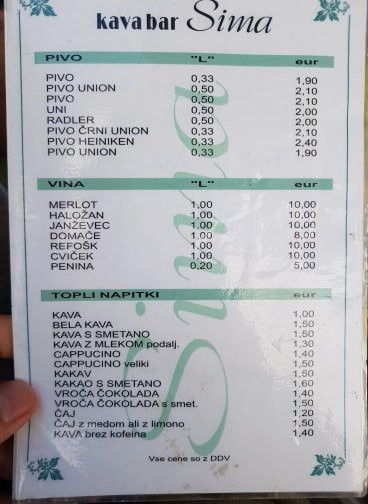 kava bar Sima
PIVO "L" eur
PIVO 0,33 1,90
PIVO UNION 0,50 2,10
PIVO 0,50 2,10
UNI 0,50 2,00
RADLER 0,50 2,00
PIVO ČRNI UNION 0,33 2,10
PIVO HEINIKEN 0,33 2,40
PIVO UNION 0,33 1,90
VINA "L" eur
MERLOT 1,00 10,00
HALOŽAN 1,00 10,00
JANŽEVEC 1,00 10,00
DOMAČE 1,00 8,00
REFOŠK 1,00 10,00
CVIČEK 1,00 10,00
PENINA 0,20 5,00
TOPLI NAPITKI eur
KAVA 1,00
BELA KAVA 1,50
KAVA S SMETANO 1,50
KAVA Z MLEKOM podalj. 1,30
CAPPUCINO 1,40
CAPPUCINO veliki 1,50
KAKAV 1,50
KAKAO S SMETANO 1,60
VROČA ČOKOLADA 1,40
VROČA ČOKOLADA s smet. 1,50
ČAJ 1,20
ČAJ z medom ali z limono 1,50
KAVA brez kofeina 1,40
Vse cene so z DDV
Sima